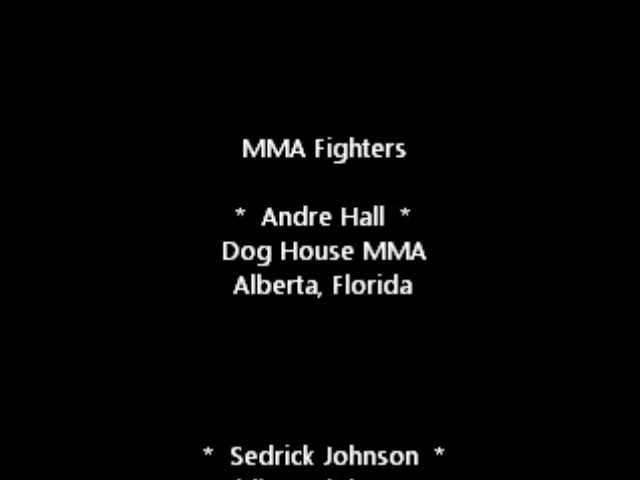 MMA Fighters
* Andre Hall *
Dog House MMA
Alberta, Florida
* Sedrick Johnson *